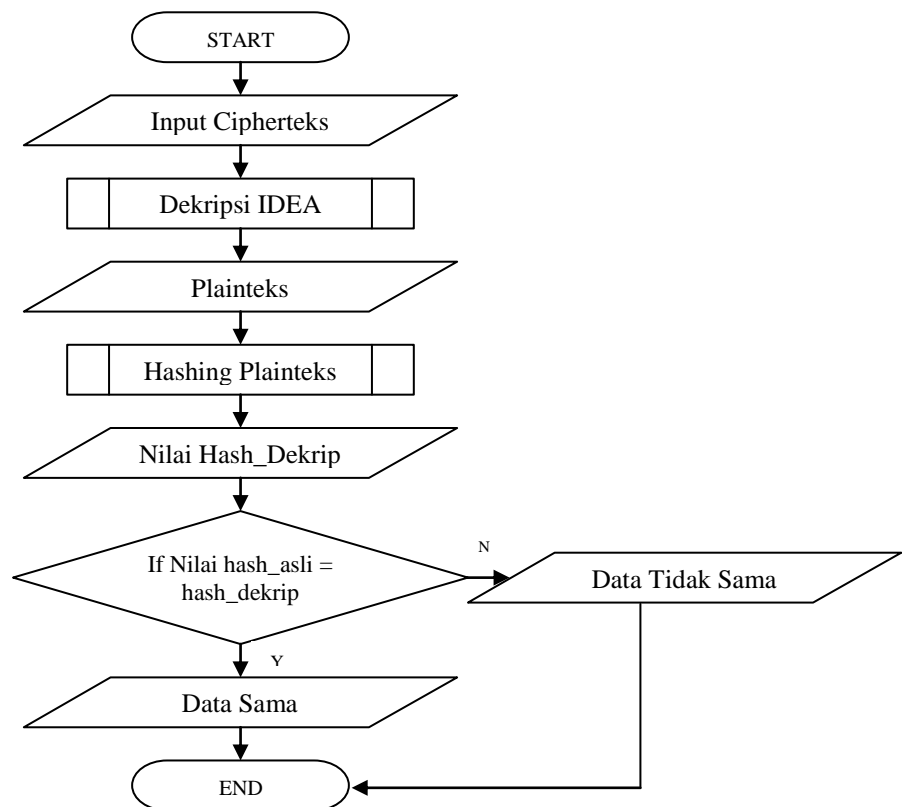 START
Input Cipherteks
Dekripsi IDEA
Plainteks
Hashing Plainteks
Nilai Hash_Dekrip
If Nilai hash_asli =
hash_dekrip
N
Data Tidak Sama
Y
Data Sama
END